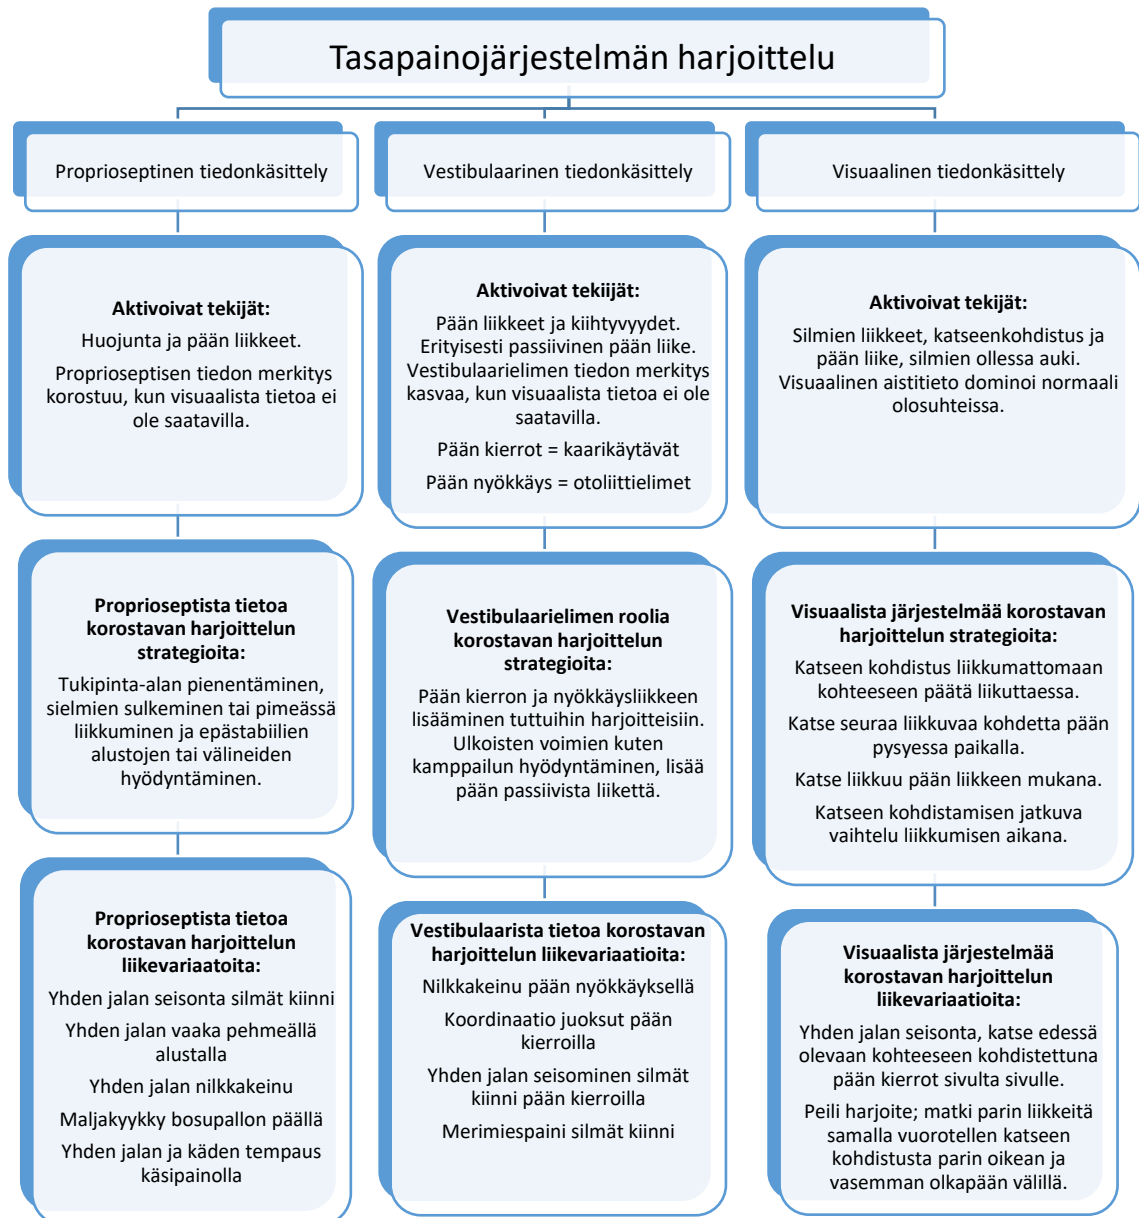 Tasapainojärjestelmän harjoittelu
Proprioseptinen tiedonkäsittely
Vestibulaarinen tiedonkäsittely
Visuaalinen tiedonkäsittely
Aktivoivat tekijät:
Huojunta ja pään liikkeet.
Proprioseptisen tiedon merkitys
korostuu, kun visuaalista tietoa ei
ole saatavilla.
Aktivoivat tekiijät:
Pään liikkeet ja kiihtyvyydet.
Erityisesti passiivinen pään liike.
Vestibulaarielimen tiedon merkitys
kasvaa, kun visuaalista tietoa ei ole
saatavilla.
Pään kierrot = kaarikäytävät
Pään nyökkäys = otoliittielimet
Aktivoivat tekijät:
Silmien liikkeet, katseenkohdistus ja
pään liike, silmien ollessa auki.
Visuaalinen aistitieto dominoi normaali
olosuhteissa.
Proprioseptista tietoa
korostavan harjoittelun
strategioita:
Tukipinta-alan pienentäminen,
sielmien sulkeminen tai pimeässä
liikkuminen ja epästabiilien
alustojen tai välineiden
hyödyntäminen.
Vestibulaarielimen roolia
korostavan harjoittelun
strategioita:
Pään kierron ja nyökkäysliikkeen
lisääminen tuttuihin harjoitteisiin.
Ulkoisten voimien kuten
kamppailun hyödyntäminen, lisää
pään passiivista liikettä.
Visuaalista järjestelmää korostavan
harjoittelun strategioita:
Katseen kohdistus liikkumattomaan
kohteeseen päätä liikuttaessa.
Katse seuraa liikkuvaa kohdetta pään
pysyessa paikalla.
Katse liikkuu pään liikkeen mukana.
Katseen kohdistamisen jatkuva
vaihtelu liikkumisen aikana.
Proprioseptista tietoa
korostavan harjoittelun
liikevariaatoita:
Yhden jalan seisonta silmät kiinni
Yhden jalan vaaka pehmeällä
alustalla
Yhden jalan nilkkakeinu
Maljakyykky bosupallon päällä
Yhden jalan ja käden tempaus
käsipainolla
Vestibulaarista tietoa korostavan
harjoittelun liikevariaatioita:
Nilkkakeinu pään nyökkäyksellä
Koordinaatio juoksut pään
kierroilla
Yhden jalan seisominen silmät
kiinni pään kierroilla
Merimiespaini silmät kiinni
Visuaalista järjestelmää
korostavan harjoittelun
liikevariaatioita:
Yhden jalan seisonta, katse edessä
olevaan kohteeseen kohdistettuna
pään kierrot sivulta sivulle.
Peili harjoite; matki parin liikkeitä
samalla vuorotellen katseen
kohdistusta parin oikean ja
vasemman olkapään välillä.